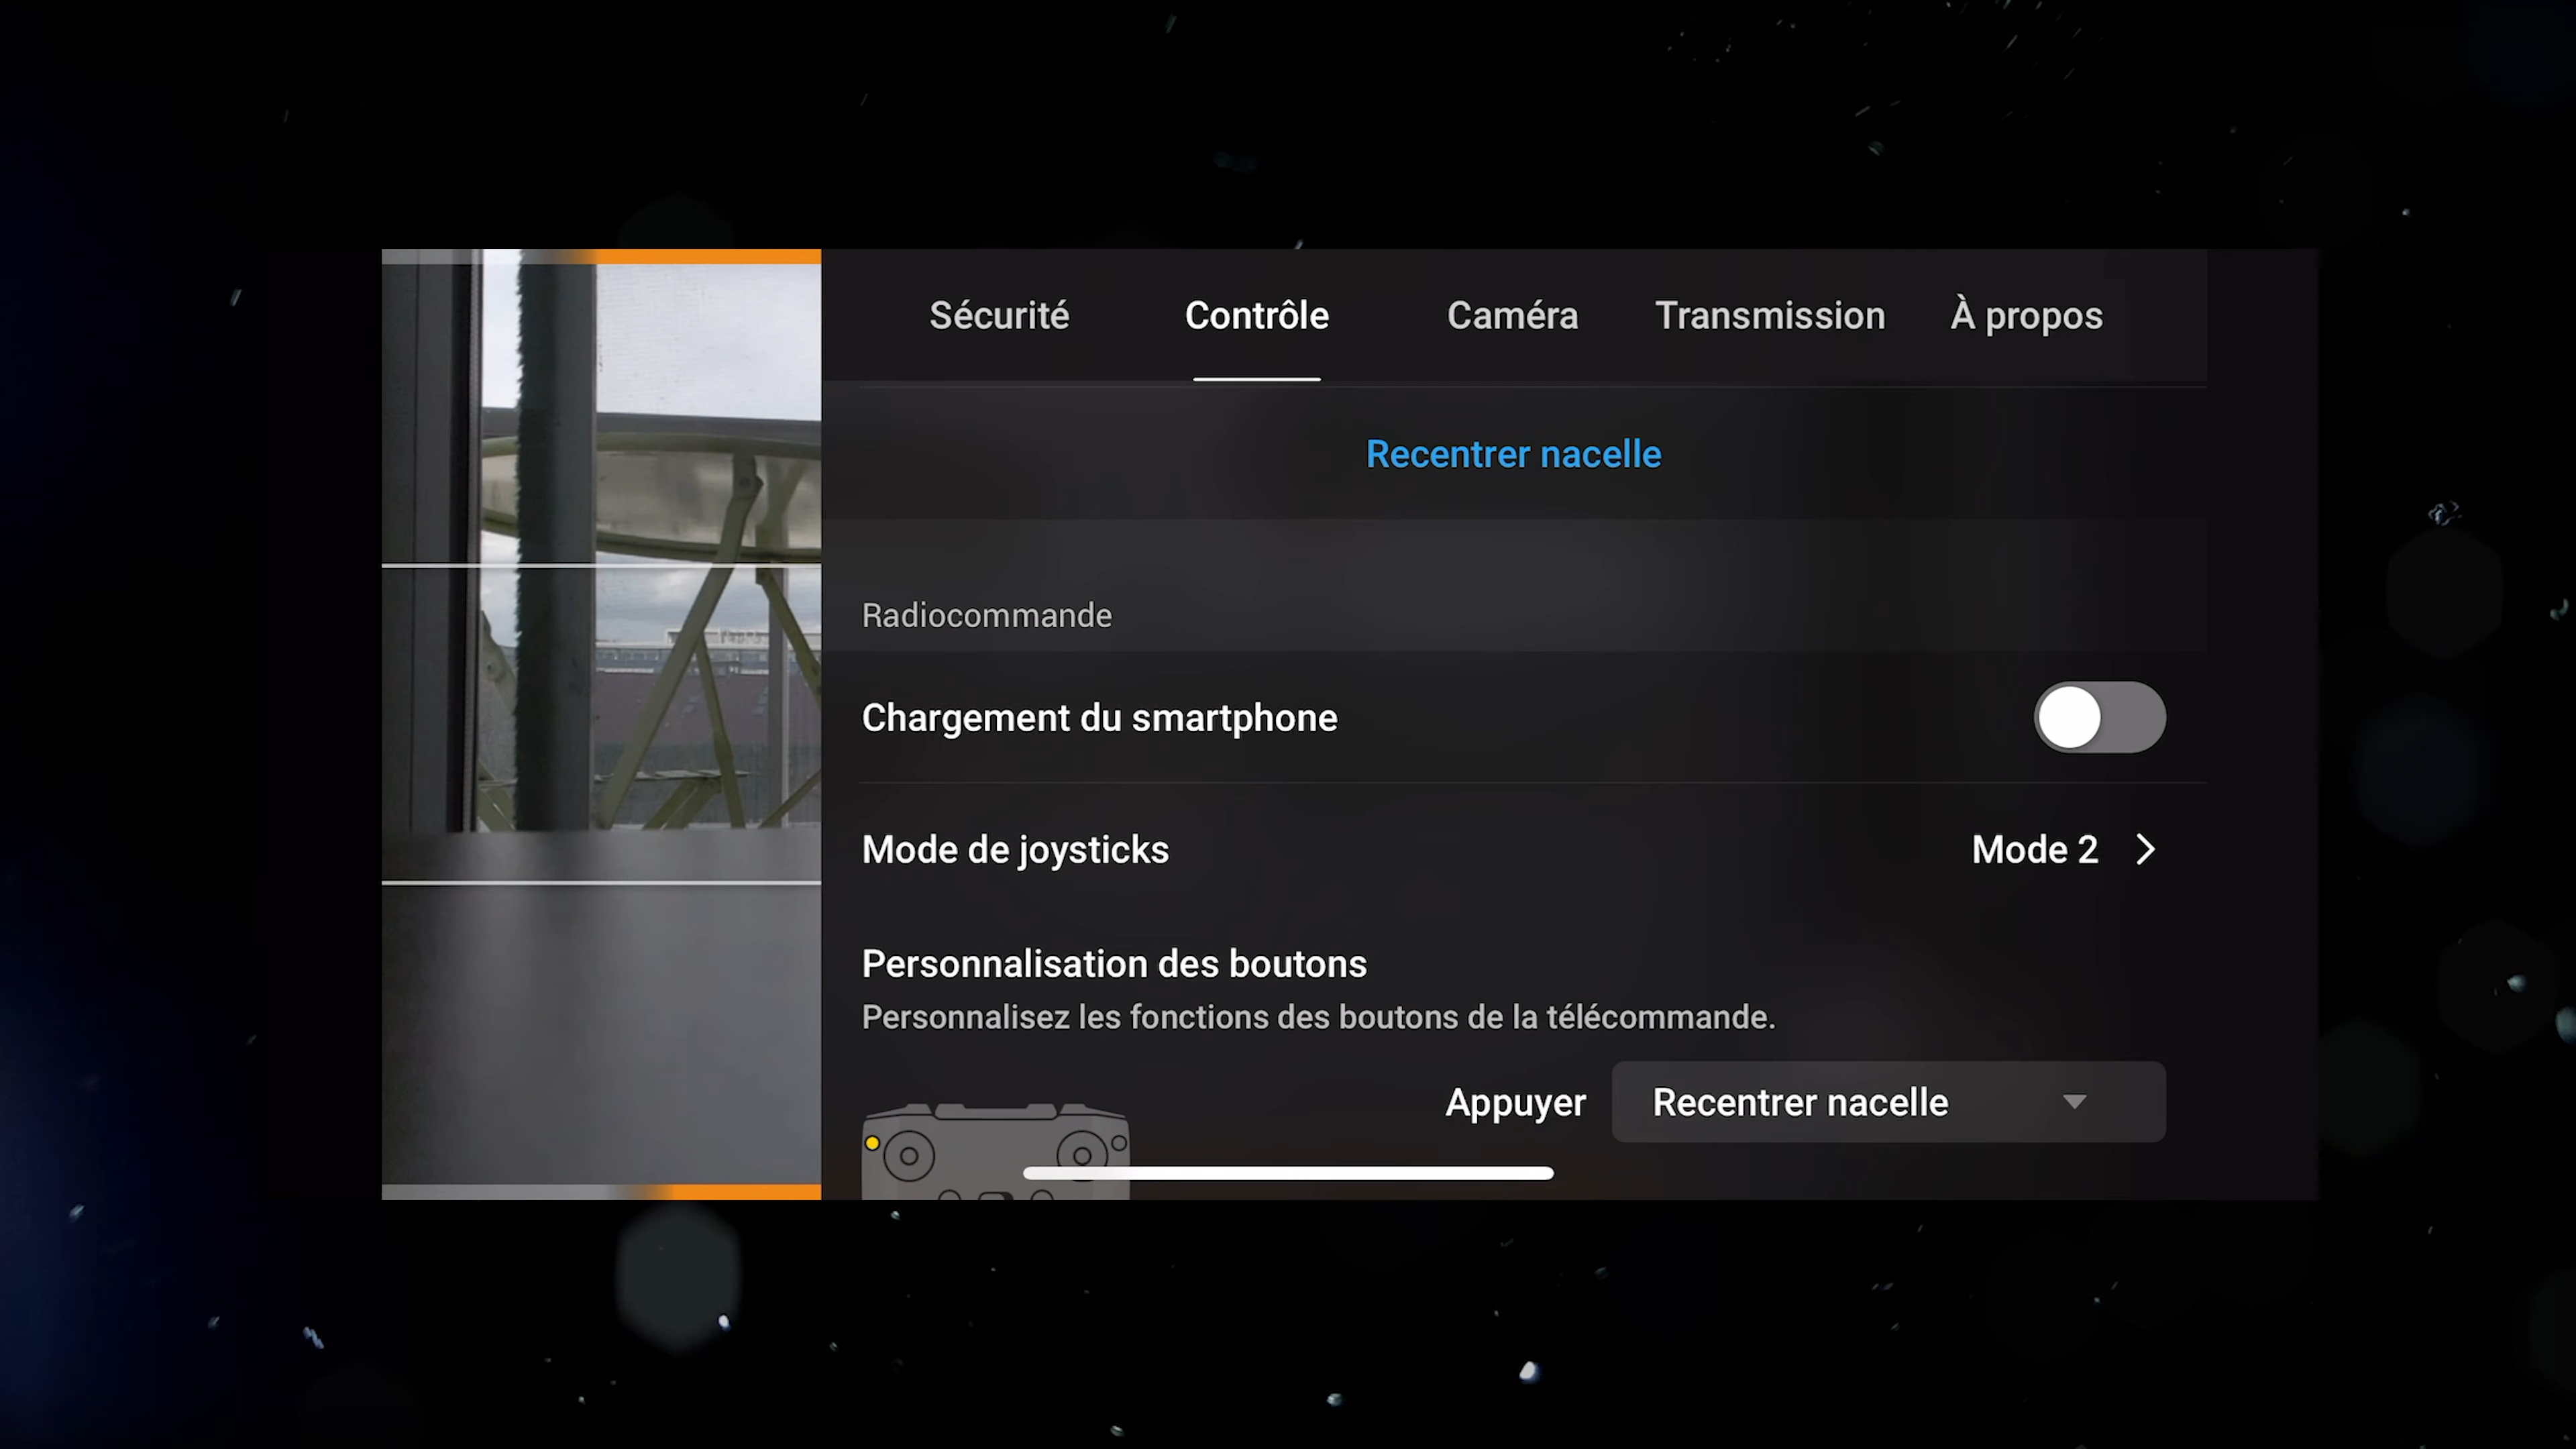 Sécurité
Contrôle
Caméra
Transmission
À propos
Recentrer nacelle
Radiocommande
Chargement du smartphone
Mode de joysticks
Mode 2
Personnalisation des boutons
Personnalisez les fonctions des boutons de la télécommande.
Appuyer
Recentrer nacelle